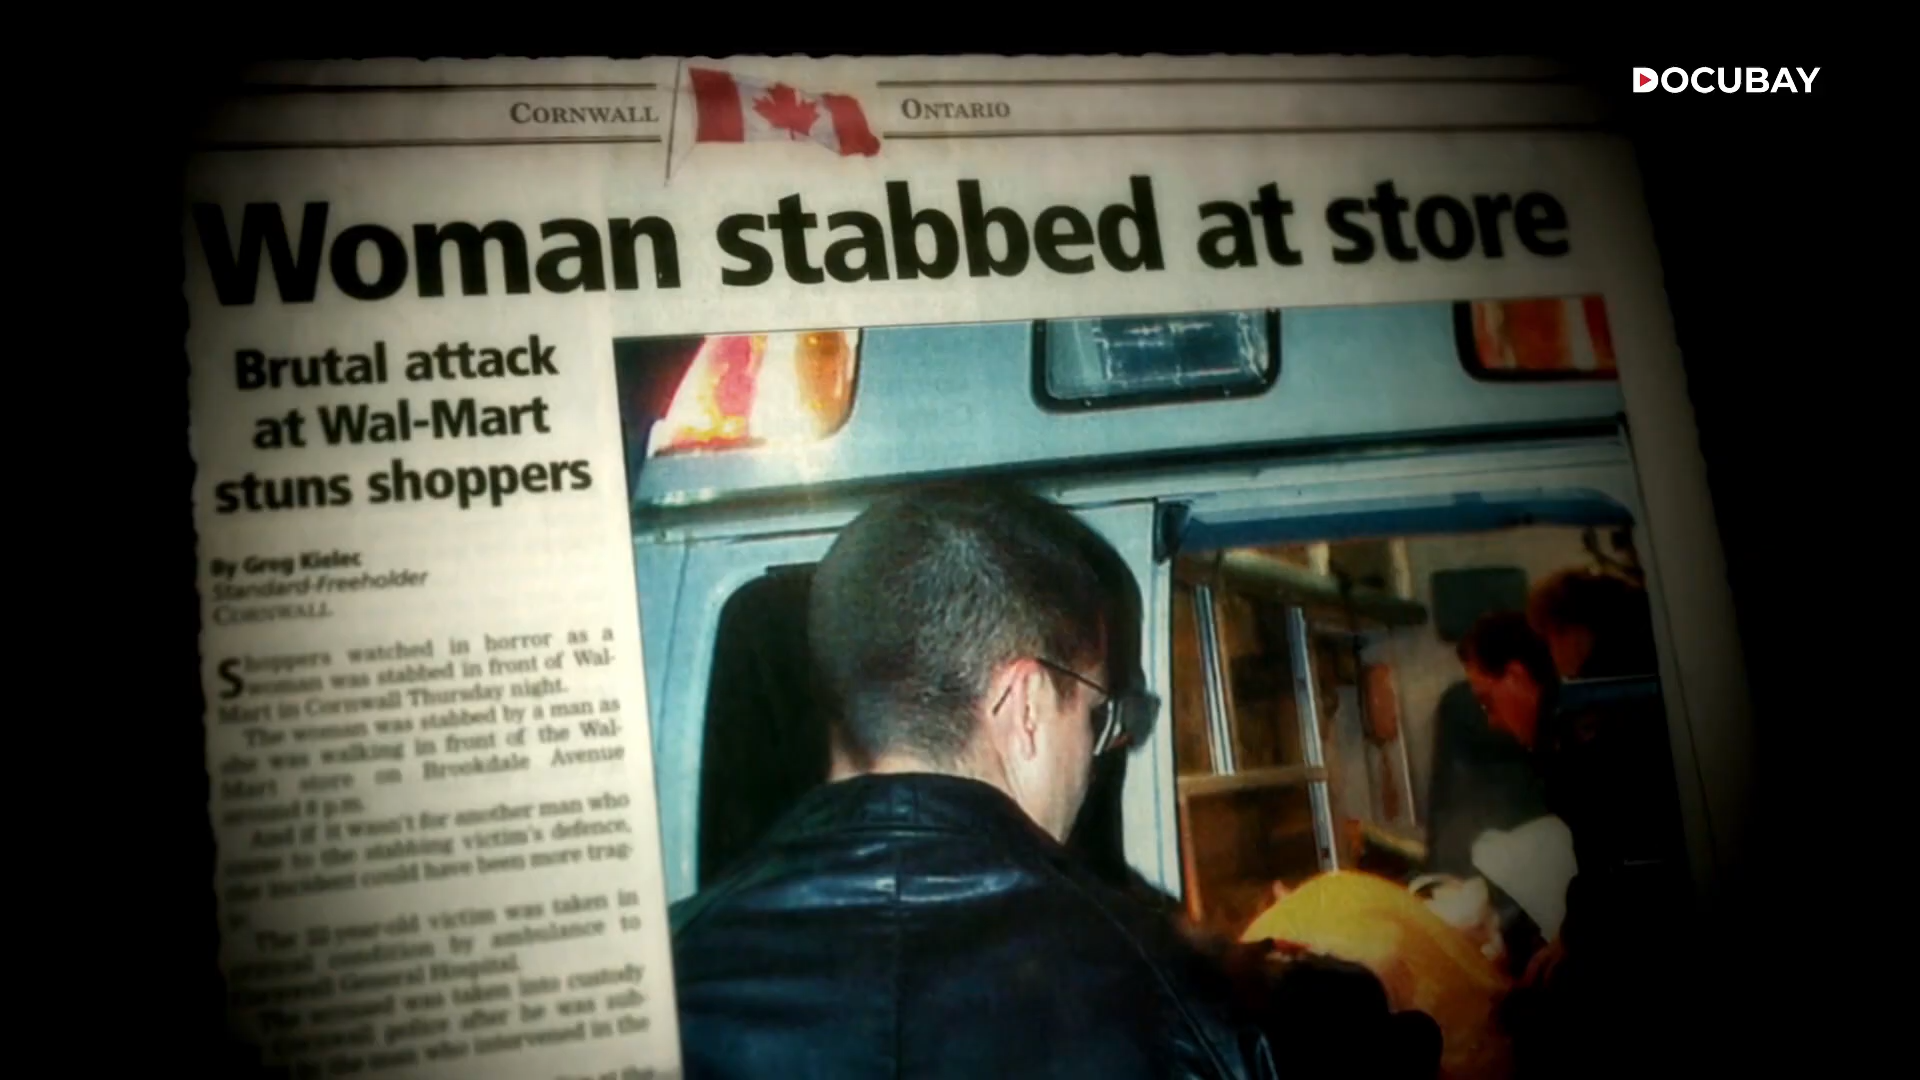 DOCUBAY
CORNWALL
ONTARIO
Woman stabbed at store
Brutal attack
at Wal-Mart
stuns shoppers
By Greg Kielec
Standard-Freeholder
CORNWALL
Shoppers watched in horror as a
woman was stabbed in front of Wal-
Mart in Cornwall Thursday night.
The woman was stabbed by a man as
she was walking in front of the Wal-
Mart store on Brookdale Avenue
around 8 p.m.
And if it wasn't for another man who
came to the stabbing victim's defence,
the incident could have been more trag-
The year-old victim was taken in
critical condition by ambulance to
Cornwall General Hospital.
The accused was taken into custody
Cornwall police after he was sub-
by the man who intervened in the